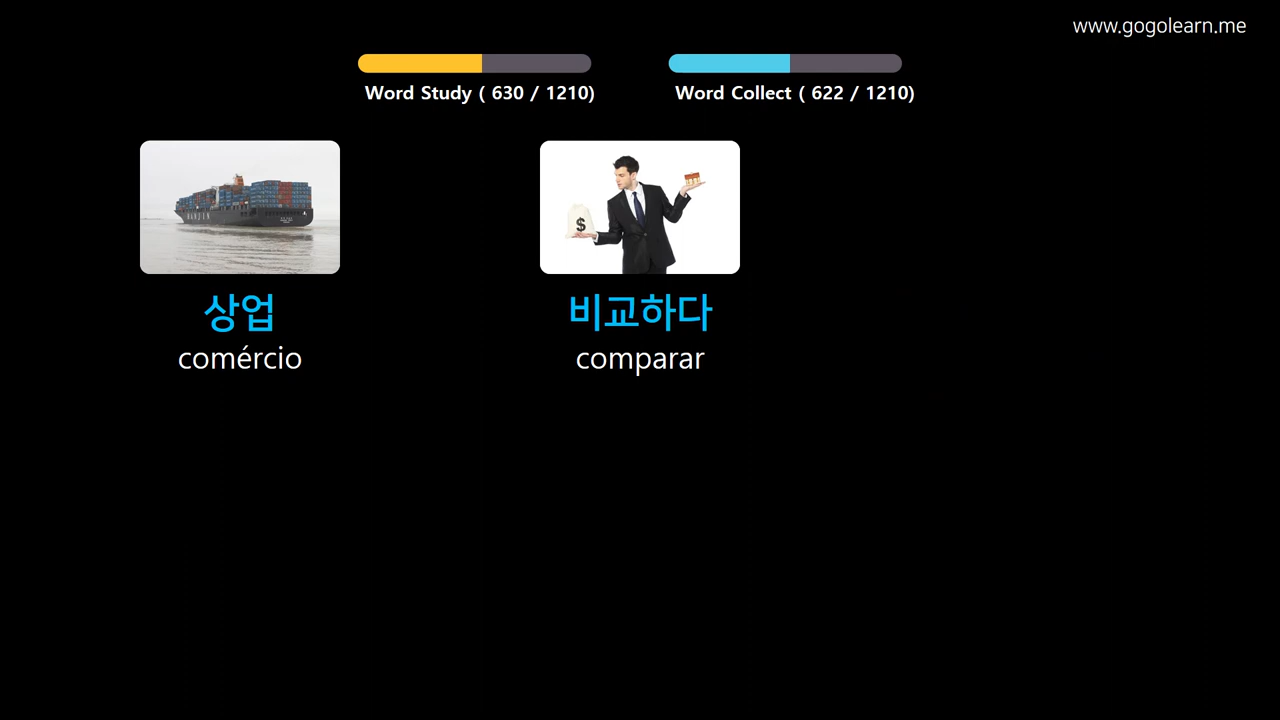 www.gogolearn.me
Word Study ( 630 / 1210)
Word Collect ( 622 / 1210)
HANJIN
$
상업
비교하다
comércio
comparar